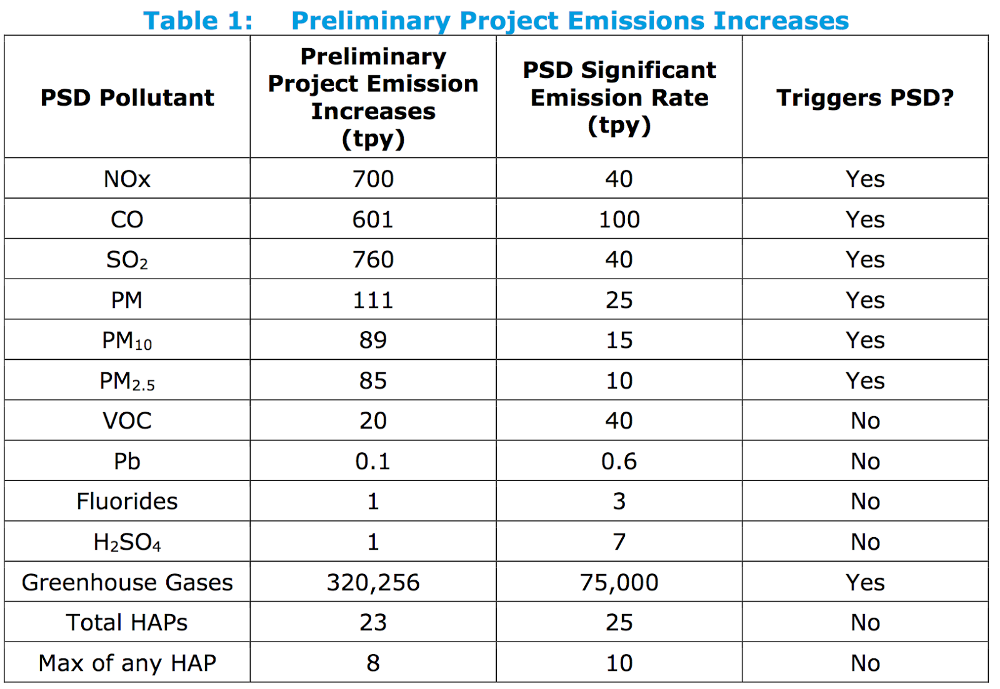 Table 1: Preliminary Project Emissions Increases
PSD Pollutant
Preliminary
Project Emission
Increases
(tpy)
PSD Significant
Emission Rate
(tpy)
Triggers PSD?
NOx 700 40 Yes
CO 601 100 Yes
SO₂ 760 40 Yes
PM 111 25 Yes
PM₁₀ 89 15 Yes
PM₂.₅ 85 10 Yes
VOC 20 40 No
Pb 0.1 0.6 No
Fluorides 1 3 No
H₂SO₄ 1 7 No
Greenhouse Gases 320,256 75,000 Yes
Total HAPs 23 25 No
Max of any HAP 8 10 No